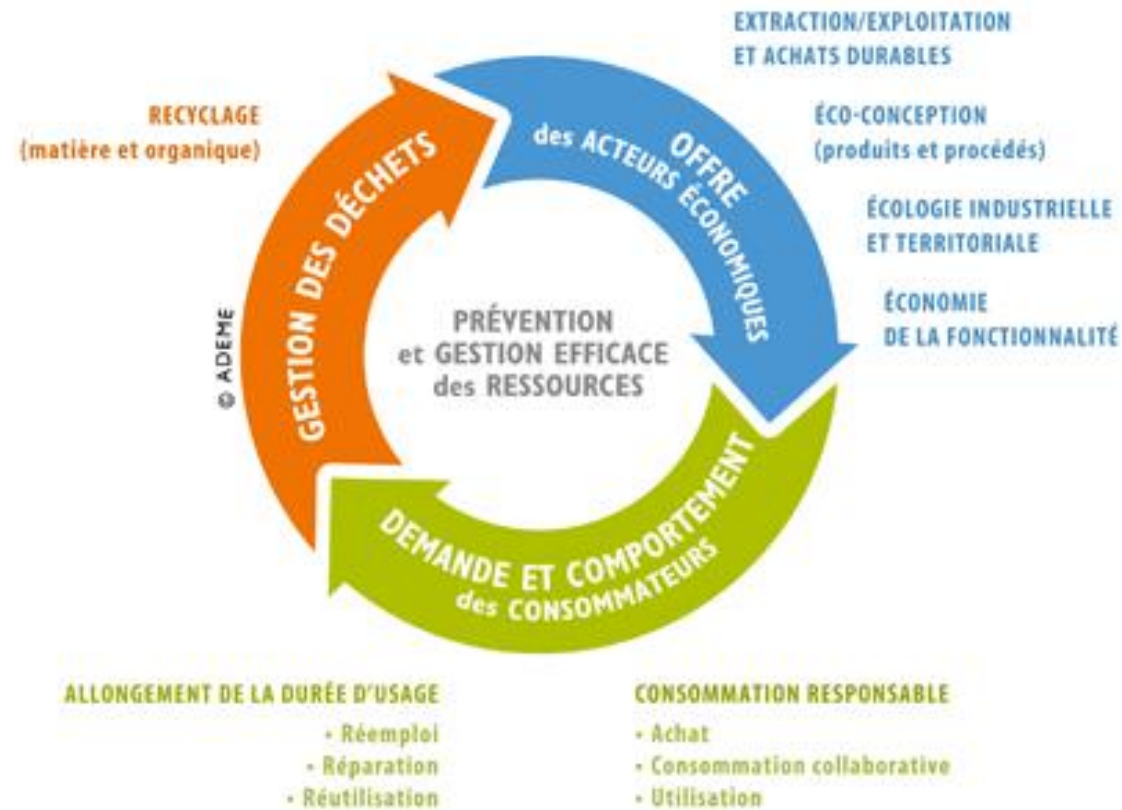 EXTRACTION/EXPLOITATION
ET ACHATS DURABLES
RECYCLAGE
(matière et organique)
ÉCO-CONCEPTION
(produits et procédés)
ÉCOLOGIE INDUSTRIELLE
ET TERRITORIALE
ÉCONOMIE
DE LA FONCTIONNALITÉ
OFFRE
des ACTEURS ÉCONOMIQUES
GESTION DES DÉCHETS
© ADEME
PRÉVENTION
et GESTION EFFICACE
des RESSOURCES
DEMANDE ET COMPORTEMENT
des CONSOMMATEURS
ALLONGEMENT DE LA DURÉE D'USAGE
• Réemploi
• Réparation
• Réutilisation
CONSOMMATION RESPONSABLE
• Achat
• Consommation collaborative
• Utilisation